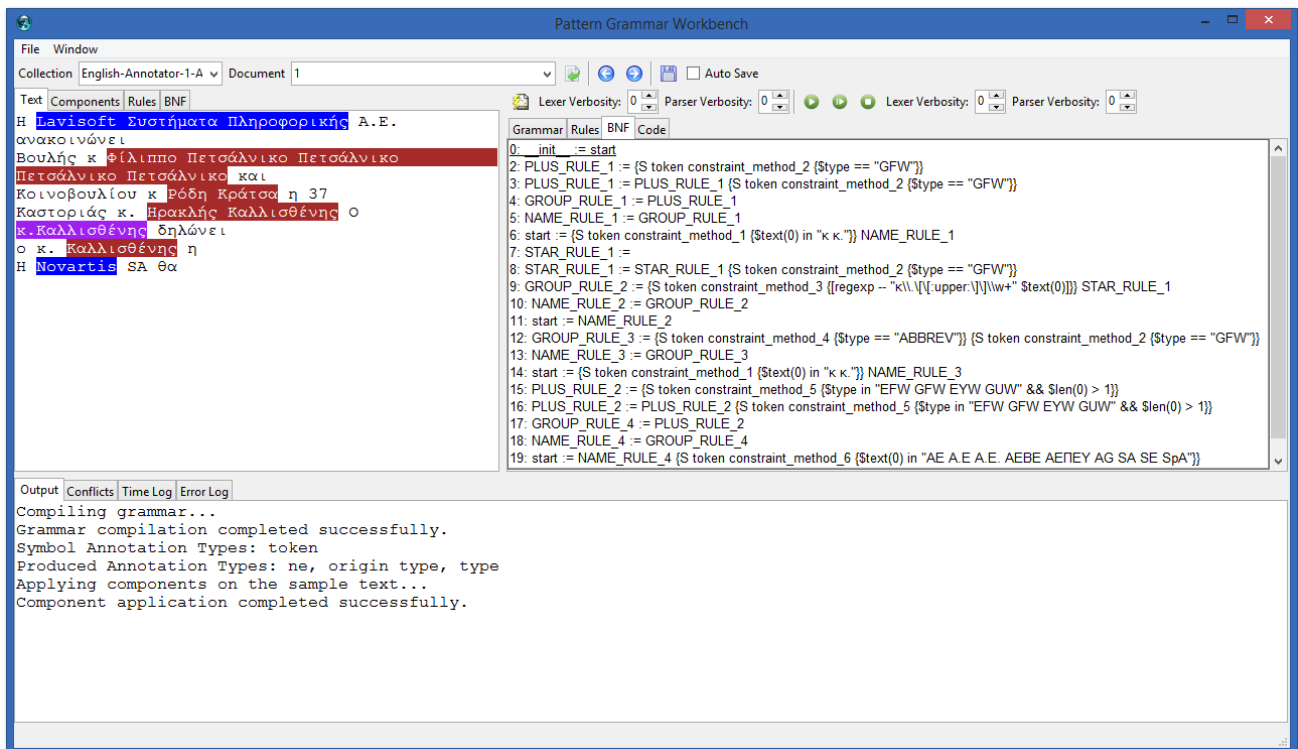 Pattern Grammar Workbench
File Window
Collection English-Annotator-1-A Document 1 Auto Save
Text Components Rules BNF
Lexer Verbosity: 0 Parser Verbosity: 0 Lexer Verbosity: 0 Parser Verbosity: 0
Grammar Rules BNF Code
Η Lavisoft Συστήματα Πληροφορικής Α.Ε.
ανακοινώνει
Βουλής κ Φίλιππο Πετσάλνικο Πετσάλνικο
Πετσάλνικο Πετσάλνικο και
Κοινοβουλίου κ Ρόδη Κράτσα η 37
Καστοριάς κ. Ηρακλής Καλλισθένης Ο
κ.Καλλισθένης δηλώνει
ο κ. Καλλισθένης η
Η Novartis SA θα
0: __init__ := start
2: PLUS_RULE_1 := {S token constraint_method_2 {$type == "GFW"}}
3: PLUS_RULE_1 := PLUS_RULE_1 {S token constraint_method_2 {$type == "GFW"}}
4: GROUP_RULE_1 := PLUS_RULE_1
5: NAME_RULE_1 := GROUP_RULE_1
6: start := {S token constraint_method_1 {$text(0) in "κ κ."}} NAME_RULE_1
7: STAR_RULE_1 :=
8: STAR_RULE_1 := STAR_RULE_1 {S token constraint_method_2 {$type == "GFW"}}
9: GROUP_RULE_2 := {S token constraint_method_3 {[regexp -- "κ\\.\[\[:upper:\]\]\\w+" $text(0)]}} STAR_RULE_1
10: NAME_RULE_2 := GROUP_RULE_2
11: start := NAME_RULE_2
12: GROUP_RULE_3 := {S token constraint_method_4 {$type == "ABBREV"}} {S token constraint_method_2 {$type == "GFW"}}
13: NAME_RULE_3 := GROUP_RULE_3
14: start := {S token constraint_method_1 {$text(0) in "κ κ."}} NAME_RULE_3
15: PLUS_RULE_2 := {S token constraint_method_5 {$type in "EFW GFW EYW GUW" && $len(0) > 1}}
16: PLUS_RULE_2 := PLUS_RULE_2 {S token constraint_method_5 {$type in "EFW GFW EYW GUW" && $len(0) > 1}}
17: GROUP_RULE_4 := PLUS_RULE_2
18: NAME_RULE_4 := GROUP_RULE_4
19: start := NAME_RULE_4 {S token constraint_method_6 {$text(0) in "ΑΕ Α.Ε Α.Ε. ΑΕΒΕ ΑΕΠΕΥ AG SA SE SpA"}}
Output Conflicts Time Log Error Log
Compiling grammar...
Grammar compilation completed successfully.
Symbol Annotation Types: token
Produced Annotation Types: ne, origin type, type
Applying components on the sample text...
Component application completed successfully.